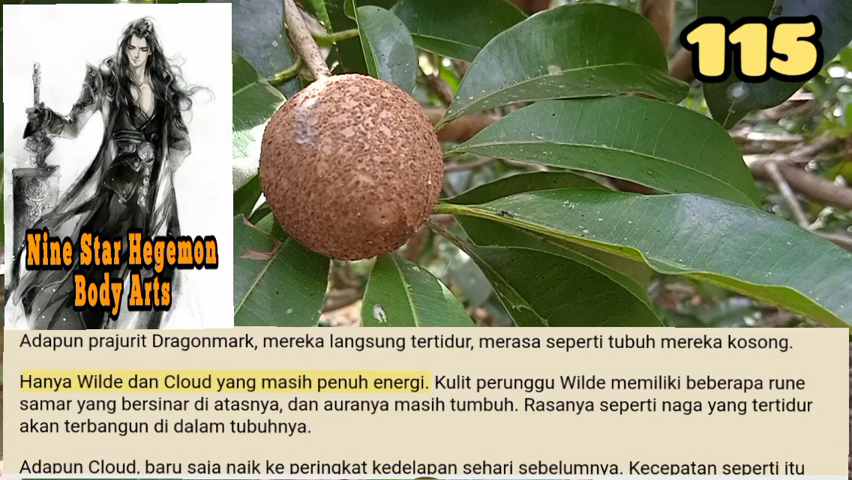 115
Nine Star Hegemon
Body Arts
Adapun prajurit Dragonmark, mereka langsung tertidur, merasa seperti tubuh mereka kosong.
Hanya Wilde dan Cloud yang masih penuh energi. Kulit perunggu Wilde memiliki beberapa rune
samar yang bersinar di atasnya, dan auranya masih tumbuh. Rasanya seperti naga yang tertidur
akan terbangun di dalam tubuhnya.
Adapun Cloud, baru saja naik ke peringkat kedelapan sehari sebelumnya. Kecepatan seperti itu